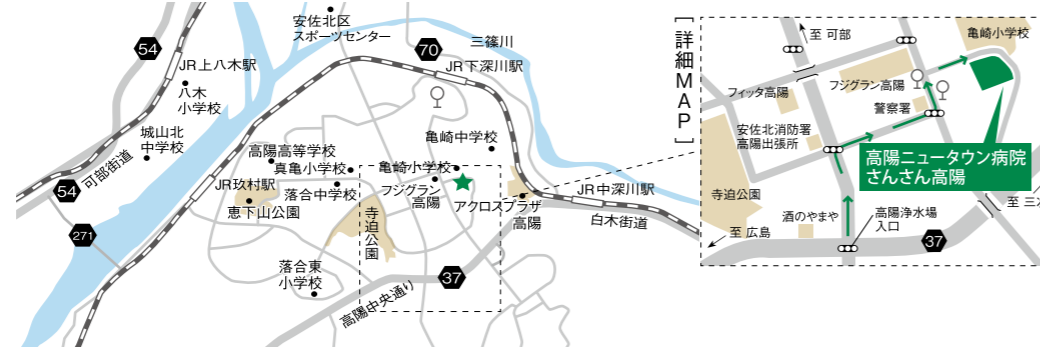 安佐北区
スポーツセンター
54
70
三篠川
JR下深川駅
JR上八木駅
八木
小学校
城山北
中学校
可部街道
54
271
高陽高等学校
真亀小学校
JR玖村駅
恵下山公園
落合中学校
亀崎中学校
亀崎小学校
フジグラン
高陽
アクロスプラザ
高陽
JR中深川駅
白木街道
寺迫公園
落合東
小学校
37
高陽中央通り
[詳細MAP]
至 可部
亀崎小学校
フィッタ高陽
フジグラン高陽
警察署
安佐北消防署
高陽出張所
高陽ニュータウン病院
さんさん高陽
寺迫公園
酒のやまや
高陽浄水場
入口
至 広島
37
至 三